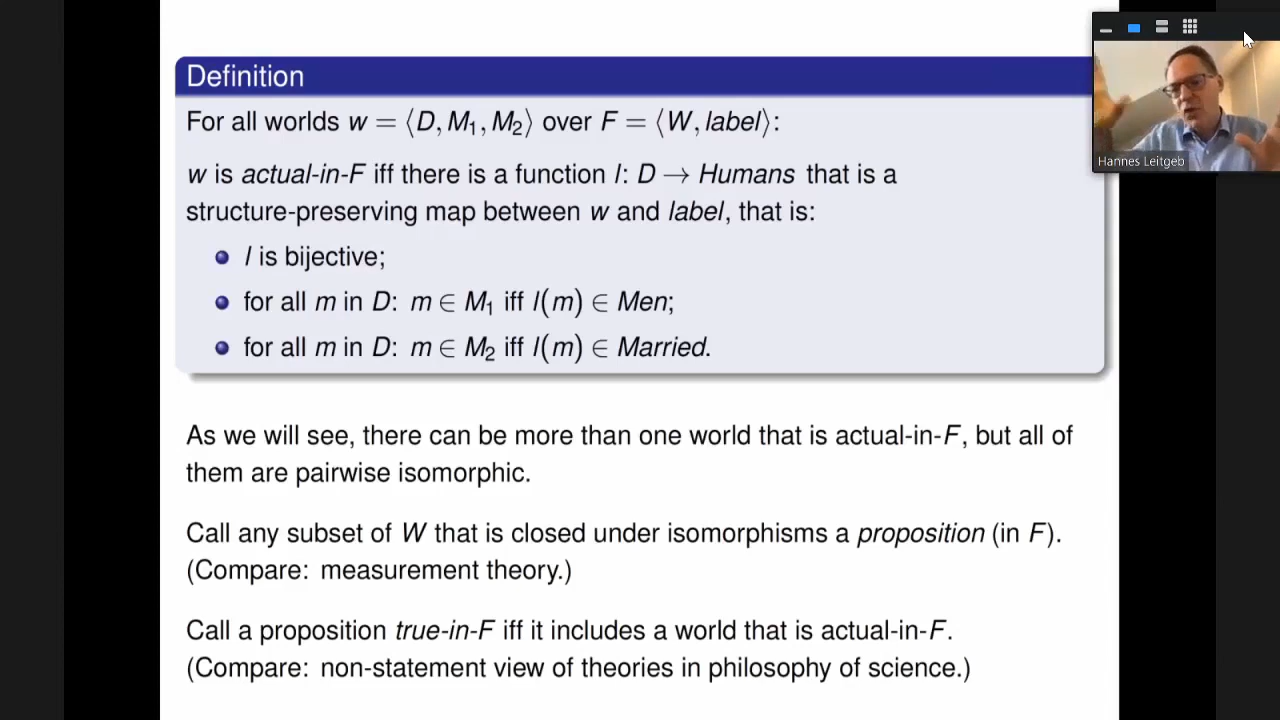 Definition
For all worlds w = ⟨D, M₁, M₂⟩ over F = ⟨W, label⟩:
w is actual-in-F iff there is a function l: D → Humans that is a
structure-preserving map between w and label, that is:
l is bijective;
for all m in D: m ∈ M₁ iff l(m) ∈ Men;
for all m in D: m ∈ M₂ iff l(m) ∈ Married.
As we will see, there can be more than one world that is actual-in-F, but all of
them are pairwise isomorphic.
Call any subset of W that is closed under isomorphisms a proposition (in F).
(Compare: measurement theory.)
Call a proposition true-in-F iff it includes a world that is actual-in-F.
(Compare: non-statement view of theories in philosophy of science.)
Hannes Leitgeb